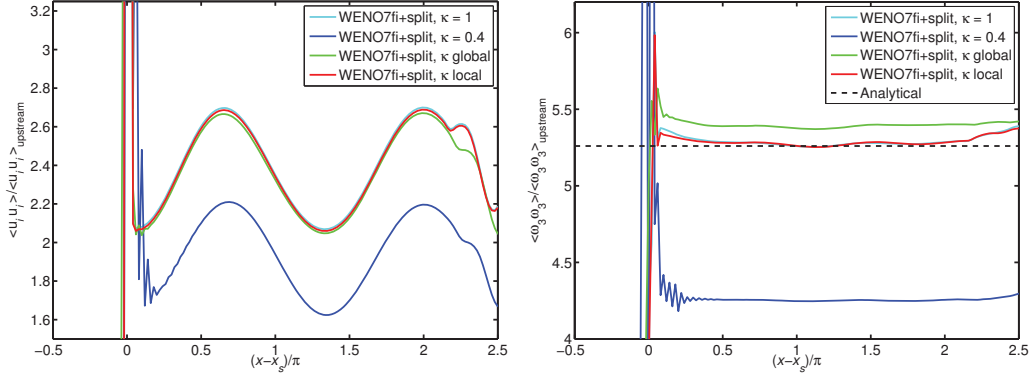 3.2
3
2.8
2.6
2.4
2.2
2
1.8
1.6
−0.5
0
0.5
1
1.5
2
2.5
(x−x_s)/π
<u_i u_i>/<u_i u_i>_upstream
WENO7fi+split, κ = 1
WENO7fi+split, κ = 0.4
WENO7fi+split, κ global
WENO7fi+split, κ local
6
5.5
5
4.5
4
−0.5
0
0.5
1
1.5
2
2.5
(x−x_s)/π
<ω_3 ω_3>/<ω_3 ω_3>_upstream
WENO7fi+split, κ = 1
WENO7fi+split, κ = 0.4
WENO7fi+split, κ global
WENO7fi+split, κ local
Analytical